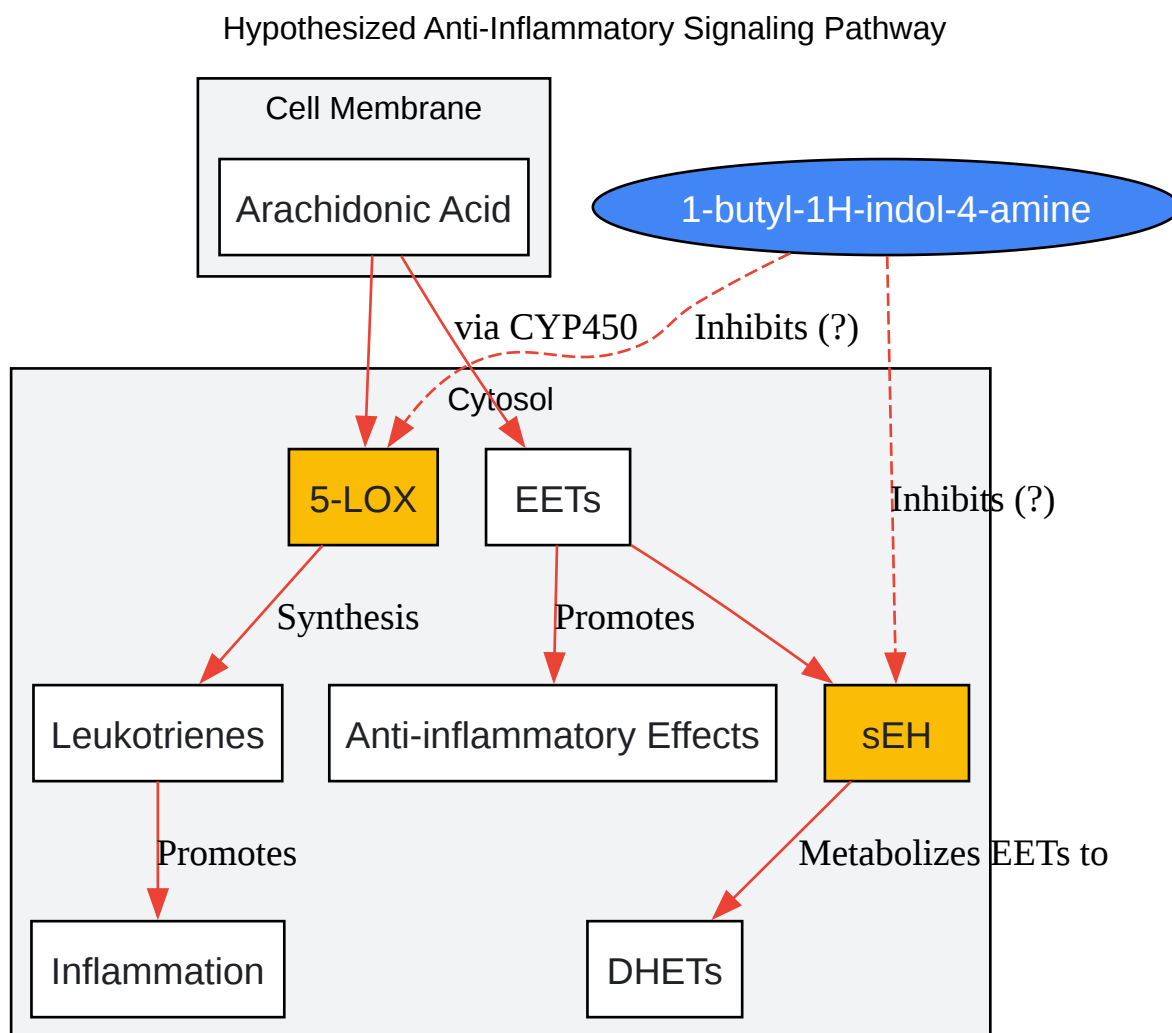 Hypothesized Anti-Inflammatory Signaling Pathway
Cell Membrane
Arachidonic Acid
1-butyl-1H-indol-4-amine
via CYP450
Inhibits (?)
Cytosol
5-LOX
EETs
Inhibits (?)
Synthesis
Promotes
Leukotrienes
Anti-inflammatory Effects
sEH
Promotes
Metabolizes EETs to
Inflammation
DHETs